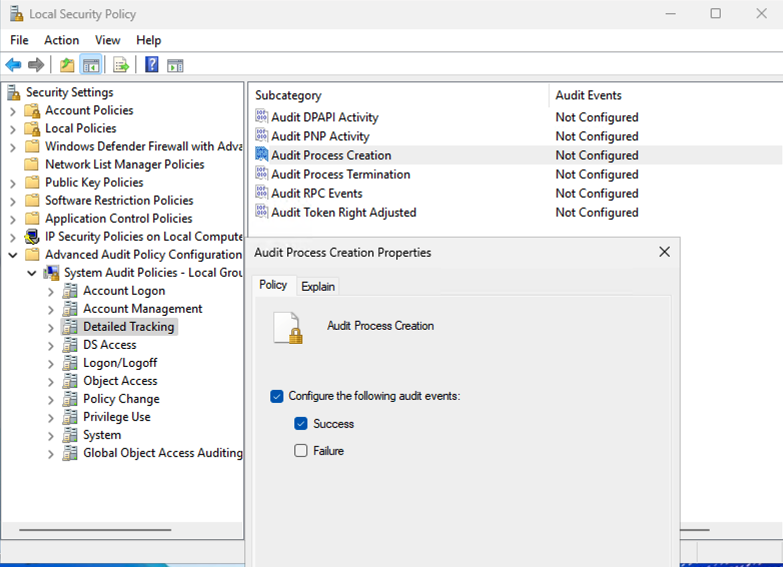 Local Security Policy
File Action View Help
Security Settings
Account Policies
Local Policies
Windows Defender Firewall with Adva
Network List Manager Policies
Public Key Policies
Software Restriction Policies
Application Control Policies
IP Security Policies on Local Compute
Advanced Audit Policy Configuration
System Audit Policies - Local Grou
Account Logon
Account Management
Detailed Tracking
DS Access
Logon/Logoff
Object Access
Policy Change
Privilege Use
System
Global Object Access Auditing
Subcategory Audit Events
Audit DPAPI Activity Not Configured
Audit PNP Activity Not Configured
Audit Process Creation Not Configured
Audit Process Termination Not Configured
Audit RPC Events Not Configured
Audit Token Right Adjusted Not Configured
Audit Process Creation Properties
Policy Explain
Audit Process Creation
Configure the following audit events:
Success
Failure